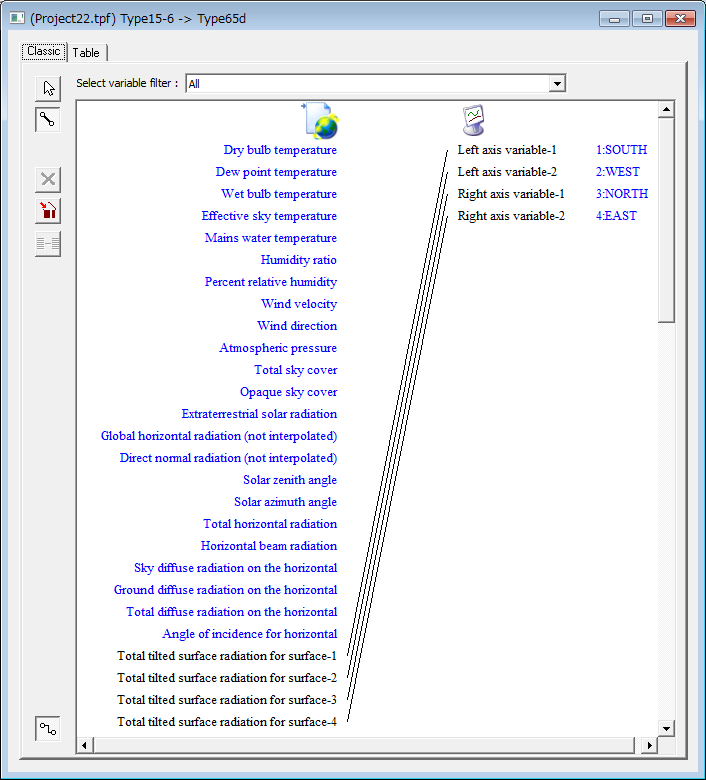 (Project22.tpf) Type15-6 -> Type65d
Classic Table
Select variable filter : All
Dry bulb temperature Left axis variable-1 1:SOUTH
Dew point temperature Left axis variable-2 2:WEST
Wet bulb temperature Right axis variable-1 3:NORTH
Effective sky temperature Right axis variable-2 4:EAST
Mains water temperature
Humidity ratio
Percent relative humidity
Wind velocity
Wind direction
Atmospheric pressure
Total sky cover
Opaque sky cover
Extraterrestrial solar radiation
Global horizontal radiation (not interpolated)
Direct normal radiation (not interpolated)
Solar zenith angle
Solar azimuth angle
Total horizontal radiation
Horizontal beam radiation
Sky diffuse radiation on the horizontal
Ground diffuse radiation on the horizontal
Total diffuse radiation on the horizontal
Angle of incidence for horizontal
Total tilted surface radiation for surface-1
Total tilted surface radiation for surface-2
Total tilted surface radiation for surface-3
Total tilted surface radiation for surface-4